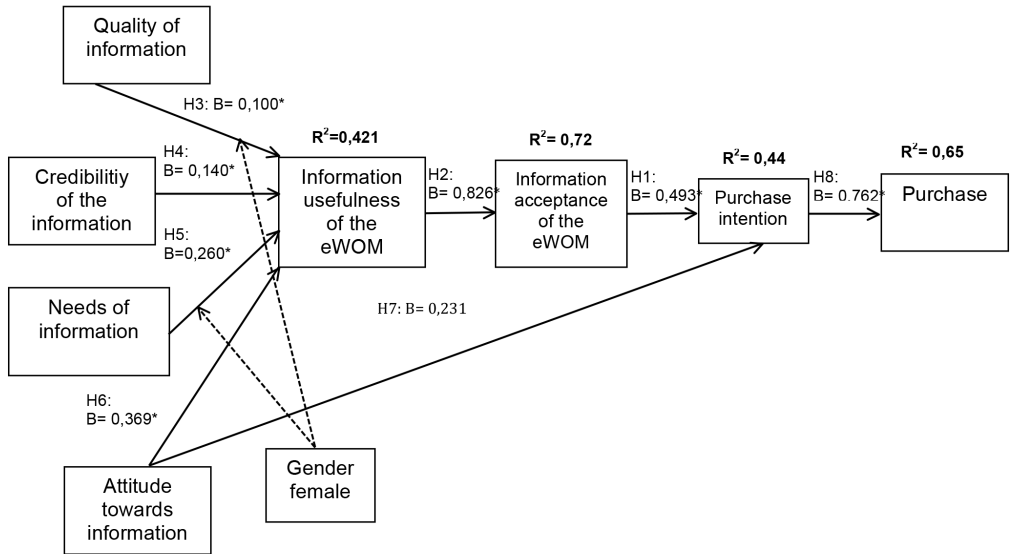 Quality of
information
H3: B= 0,100*
R²=0,421
R²= 0,72
R²= 0,44
R²= 0,65
H4:
B= 0,140*
Credibilitiy
of the
information
Information
usefulness
of the
eWOM
H2:
B= 0,826*
Information
acceptance
of the
eWOM
H1:
B= 0,493*
Purchase
intention
H8:
B= 0.762*
Purchase
H5:
B=0,260*
Needs of
information
H7: B= 0,231
H6:
B= 0,369*
Attitude
towards
information
Gender
female